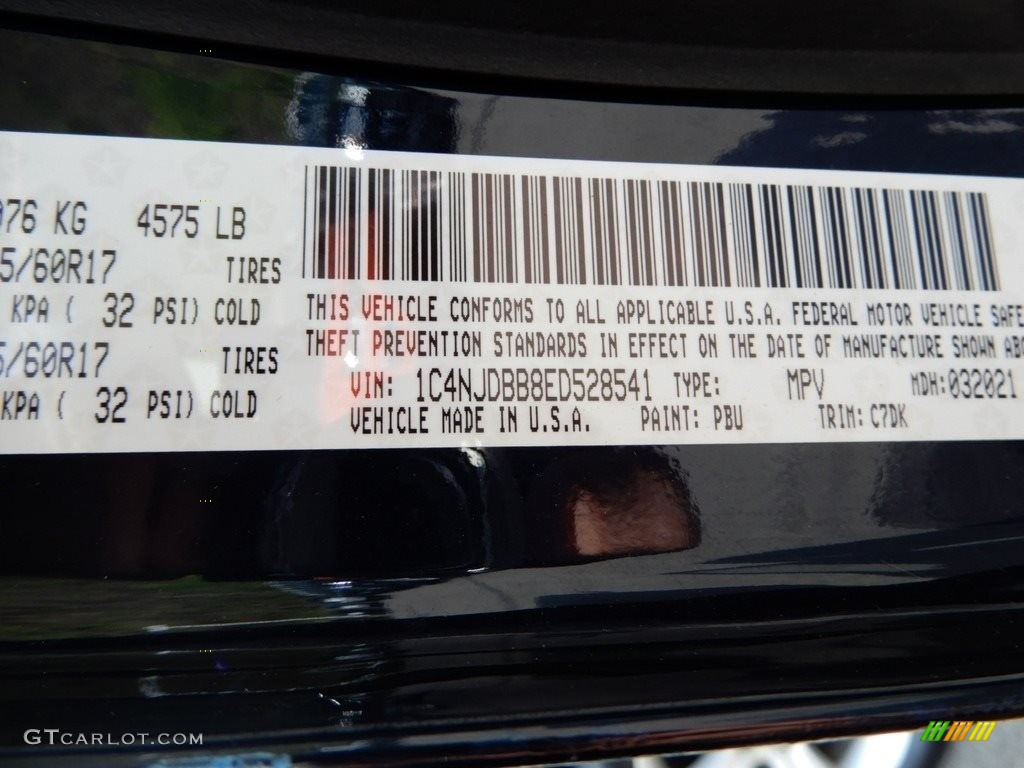 076 KG 4575 LB
5/60R17 TIRES
KPA ( 32 PSI) COLD
5/60R17 TIRES
KPA ( 32 PSI) COLD
THIS VEHICLE CONFORMS TO ALL APPLICABLE U.S.A. FEDERAL MOTOR VEHICLE SAFE
THEFT PREVENTION STANDARDS IN EFFECT ON THE DATE OF MANUFACTURE SHOWN ABO
VIN: 1C4NJDBB8ED528541 TYPE: MPV MDH: 032021
VEHICLE MADE IN U.S.A. PAINT: PBU TRIM: C7DK
GTCARLOT.COM